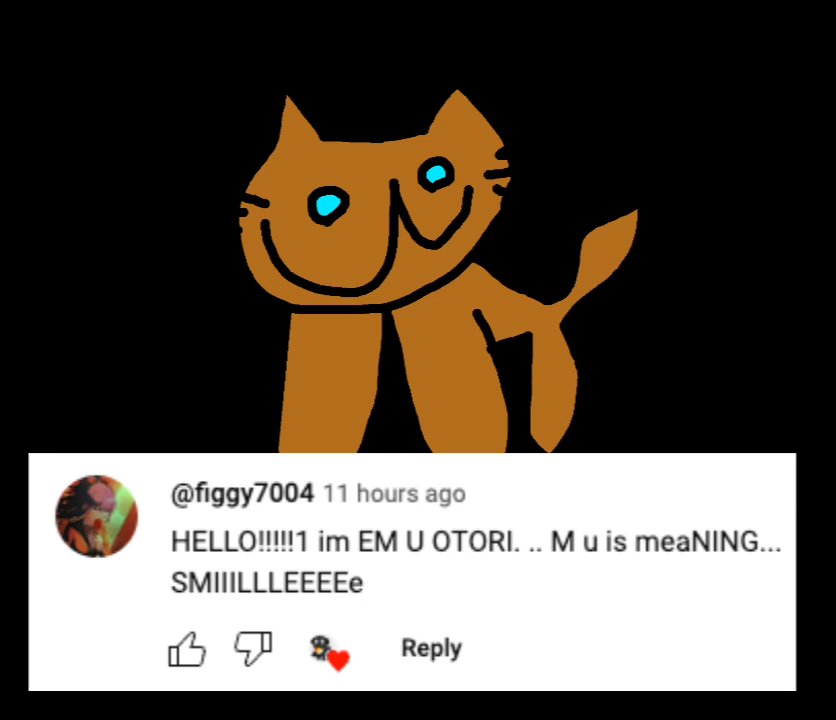 @figgy7004 11 hours ago
HELLO!!!!!1 im EM U OTORI. .. M u is meaNING...
SMIIILLLEEEEe
Reply